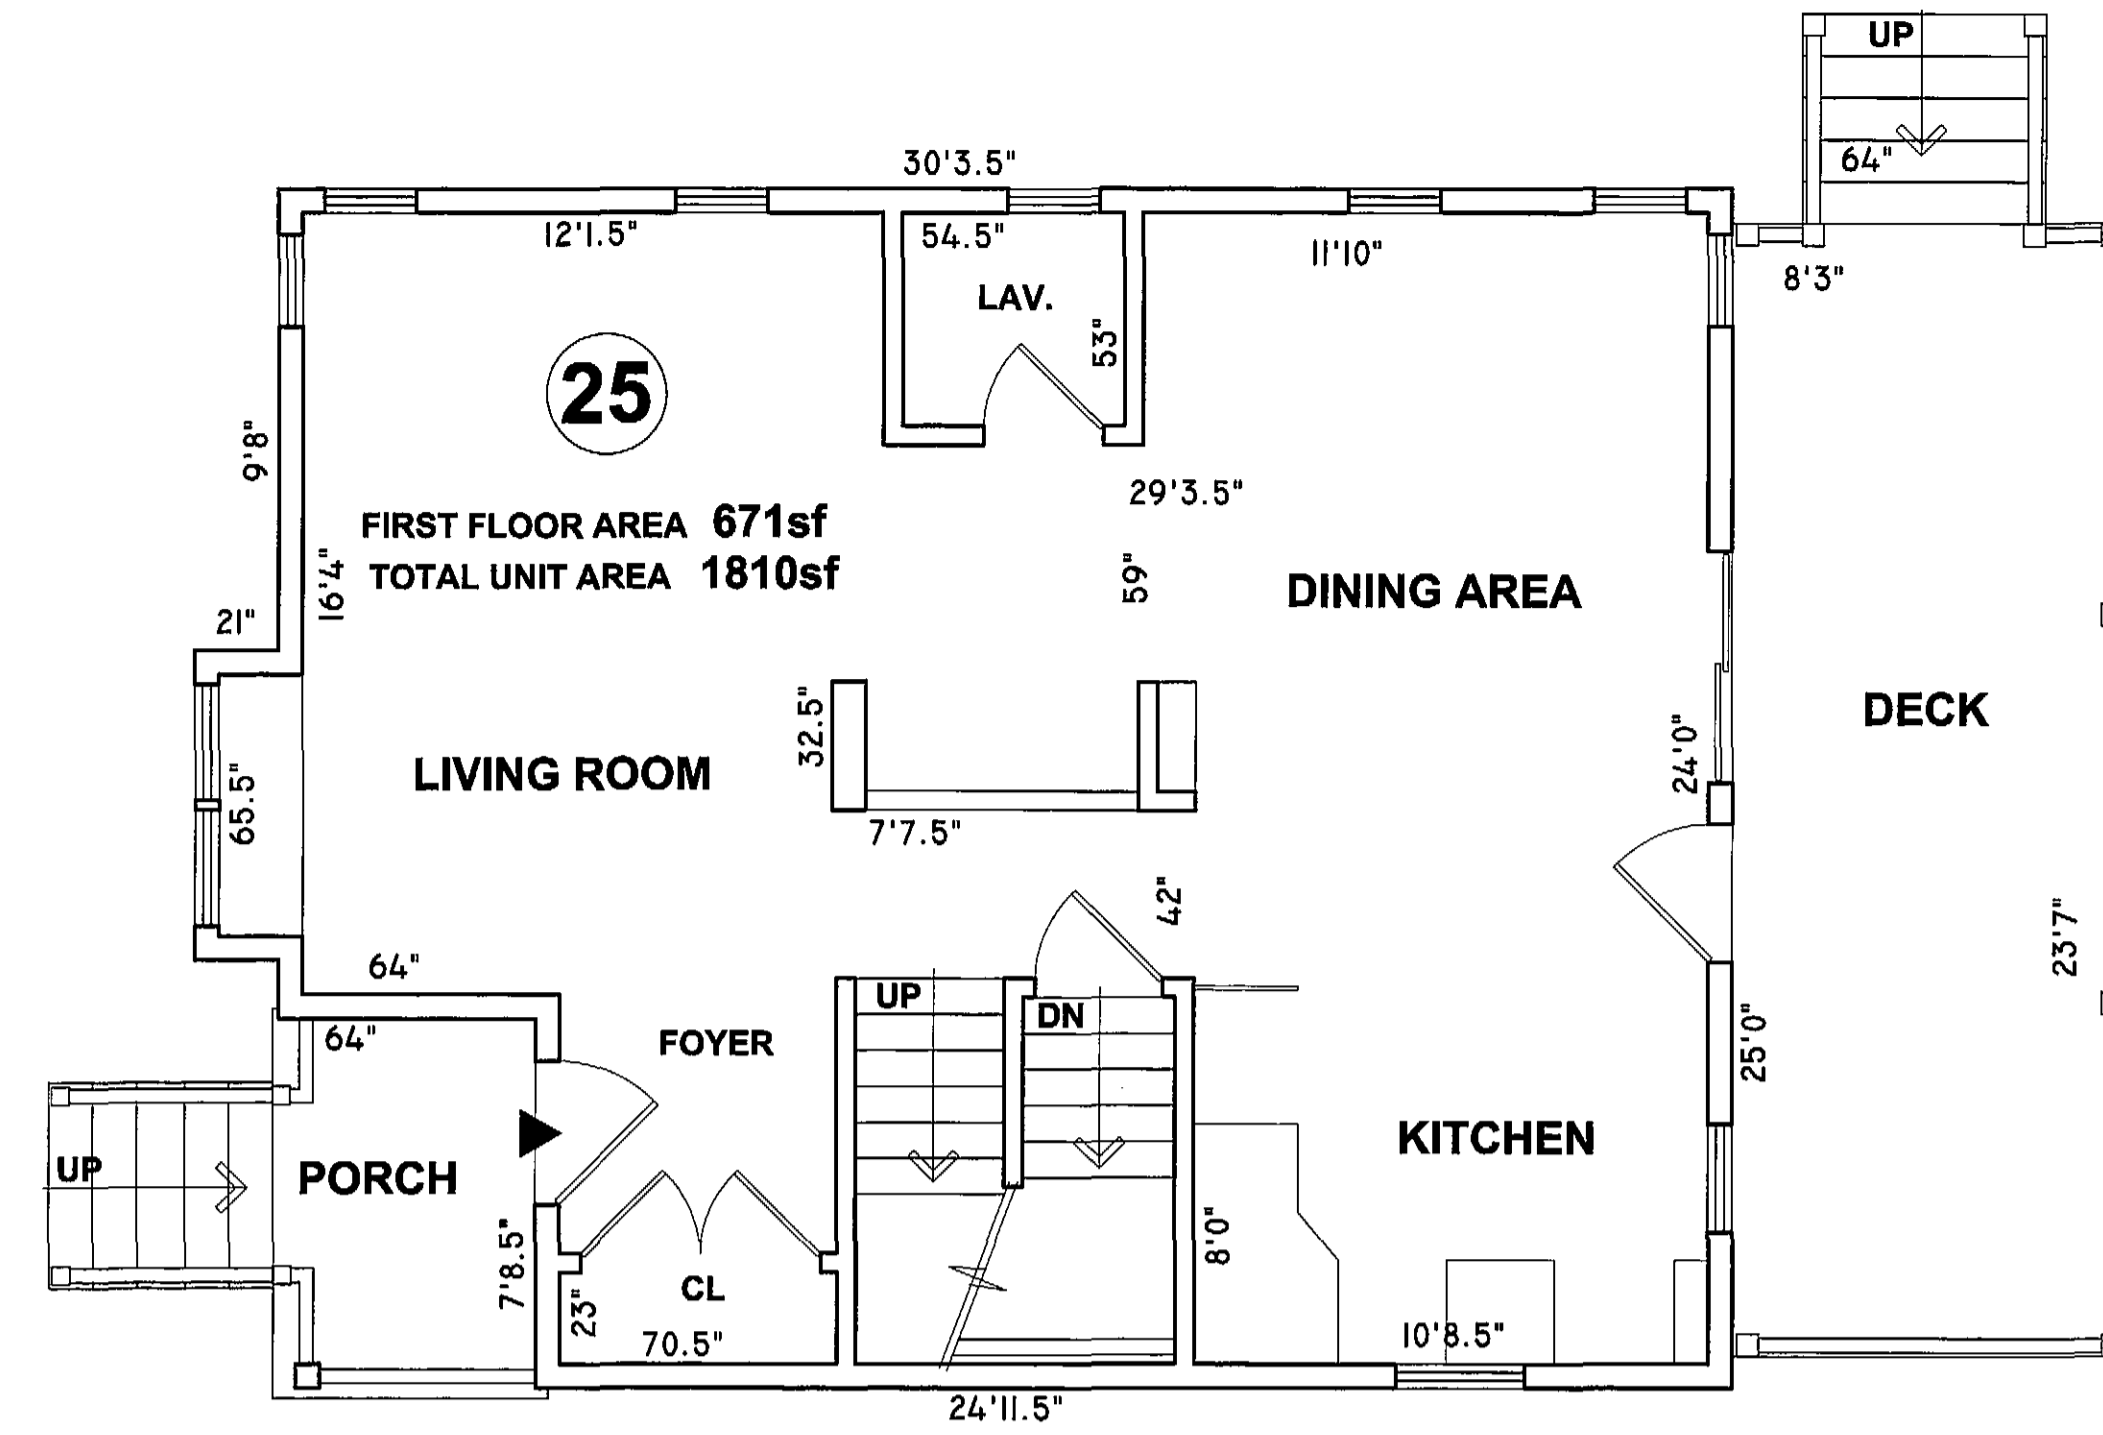 UP
64"
30'3.5"
12'1.5"
54.5"
11'10"
8'3"
LAV.
53"
25
9'8"
29'3.5"
FIRST FLOOR AREA 671sf
TOTAL UNIT AREA 1810sf
16'4"
59"
DINING AREA
21"
DECK
32.5"
24'0"
LIVING ROOM
65.5"
7'7.5"
42"
23'7"
64"
UP
DN
64"
FOYER
25'0"
KITCHEN
UP
PORCH
7'8.5"
8'0"
CL
23"
70.5"
10'8.5"
24'11.5"